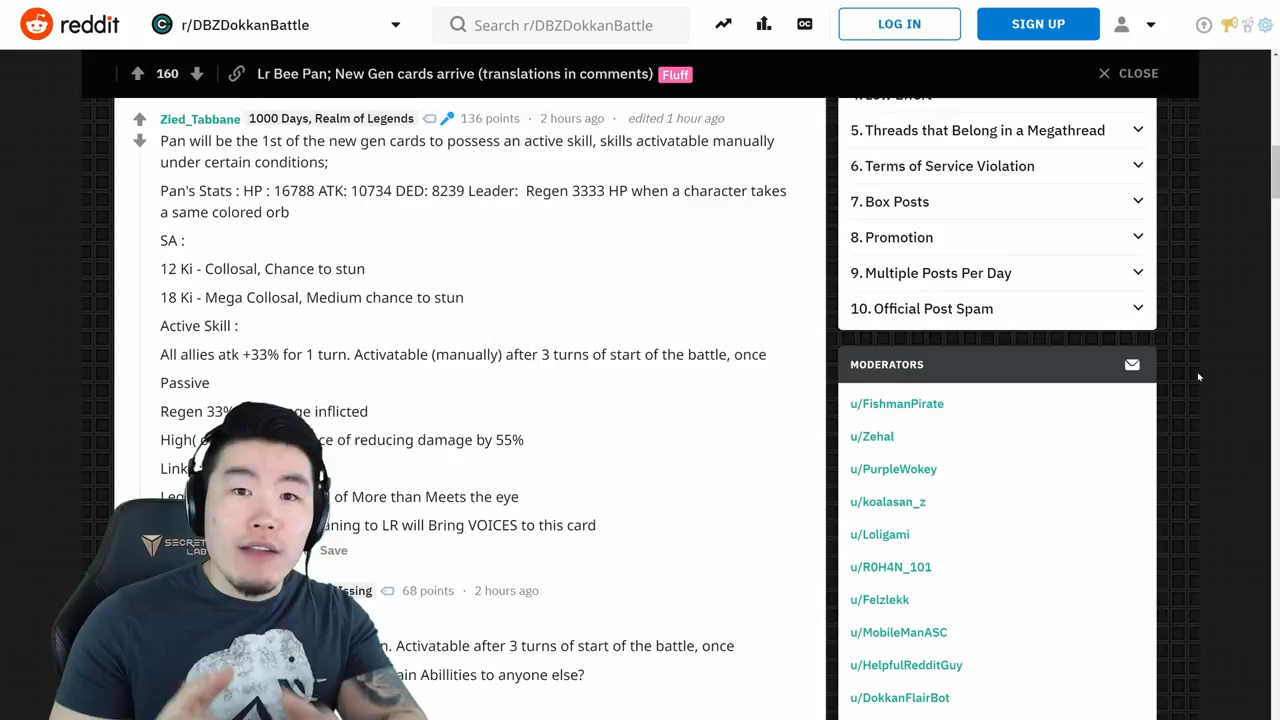 reddit
r/DBZDokkanBattle
Search r/DBZDokkanBattle
LOG IN
SIGN UP
160
Lr Bee Pan; New Gen cards arrive (translations in comments) Fluff
CLOSE
Zied_Tabbane 1000 Days, Realm of Legends 136 points · 2 hours ago · edited 1 hour ago
Pan will be the 1st of the new gen cards to possess an active skill, skills activatable manually
under certain conditions;
Pan's Stats : HP : 16788 ATK: 10734 DED: 8239 Leader: Regen 3333 HP when a character takes
a same colored orb
SA :
12 Ki - Collosal, Chance to stun
18 Ki - Mega Collosal, Medium chance to stun
Active Skill :
All allies atk +33% for 1 turn. Activatable (manually) after 3 turns of start of the battle, once
Passive
Regen 33% inflicted
High( of reducing damage by 55%
of More than Meets the eye
to LR will Bring VOICES to this card
Save
68 points · 2 hours ago
Activatable after 3 turns of start of the battle, once
Abillities to anyone else?
SECRET
LAB
5. Threads that Belong in a Megathread
6. Terms of Service Violation
7. Box Posts
8. Promotion
9. Multiple Posts Per Day
10. Official Post Spam
MODERATORS
u/FishmanPirate
u/Zehal
u/PurpleWokey
u/koalasan_z
u/Loligami
u/R0H4N_101
u/Felzlekk
u/MobileManASC
u/HelpfulRedditGuy
u/DokkanFlairBot